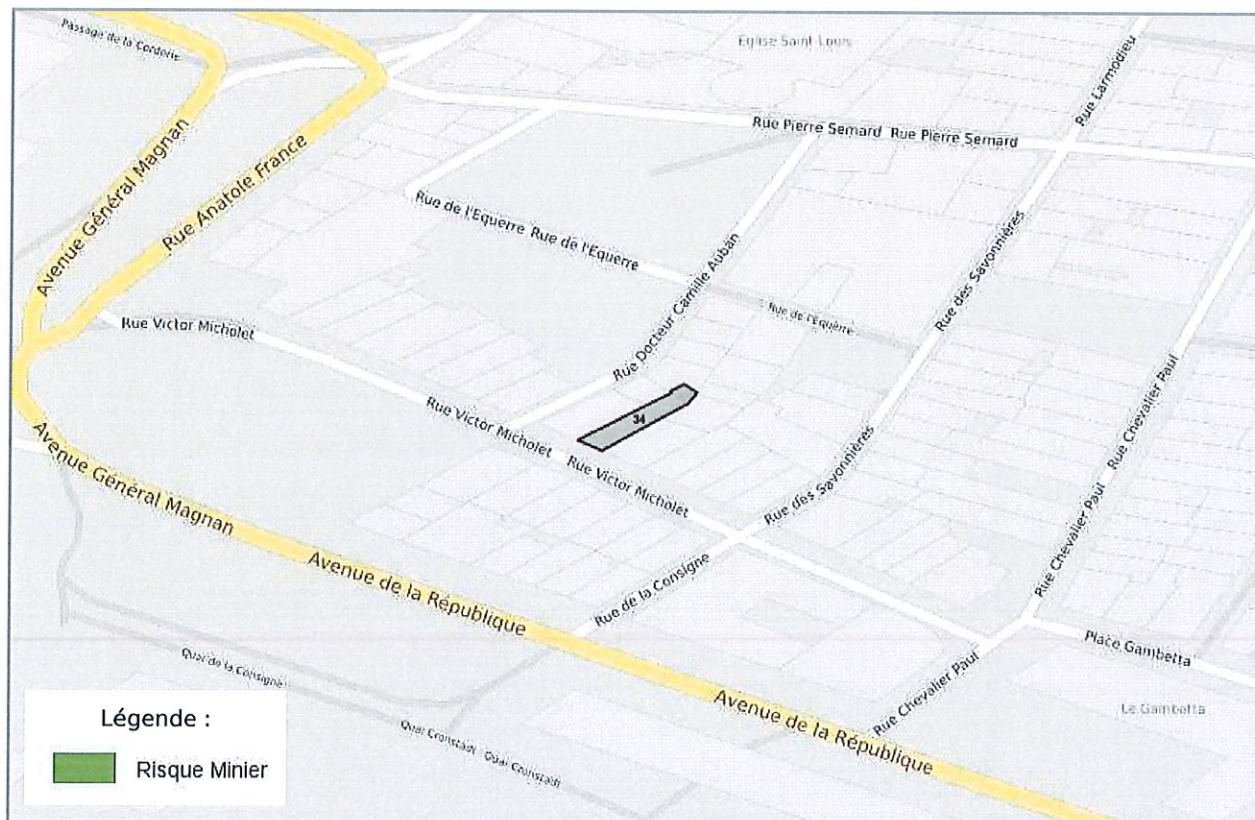 Passage de la Corderie
Eglise Saint-Louis
Rue Larmodieu
Rue Pierre Semard
Rue Pierre Semard
Avenue Général Magnan
Rue Anatole France
Rue de l'Equerre
Rue de l'Equerre
Rue Docteur Camille Auban
Rue des Savonnières
Rue de l'Equerre
Rue Victor Micholet
Rue Chevalier Paul
Rue Victor Micholet
34
Rue Victor Micholet
Rue des Savonnières
Rue Chevalier Paul
Avenue Général Magnan
Avenue de la République
Rue de la Consigne
Rue Chevalier Paul
Place Gambetta
Quai de la Consigne
Rue Chevalier Paul
Le Gambetta
Avenue de la République
Quai Cronstadt
Quai Cronstadt
Légende :
Risque Minier